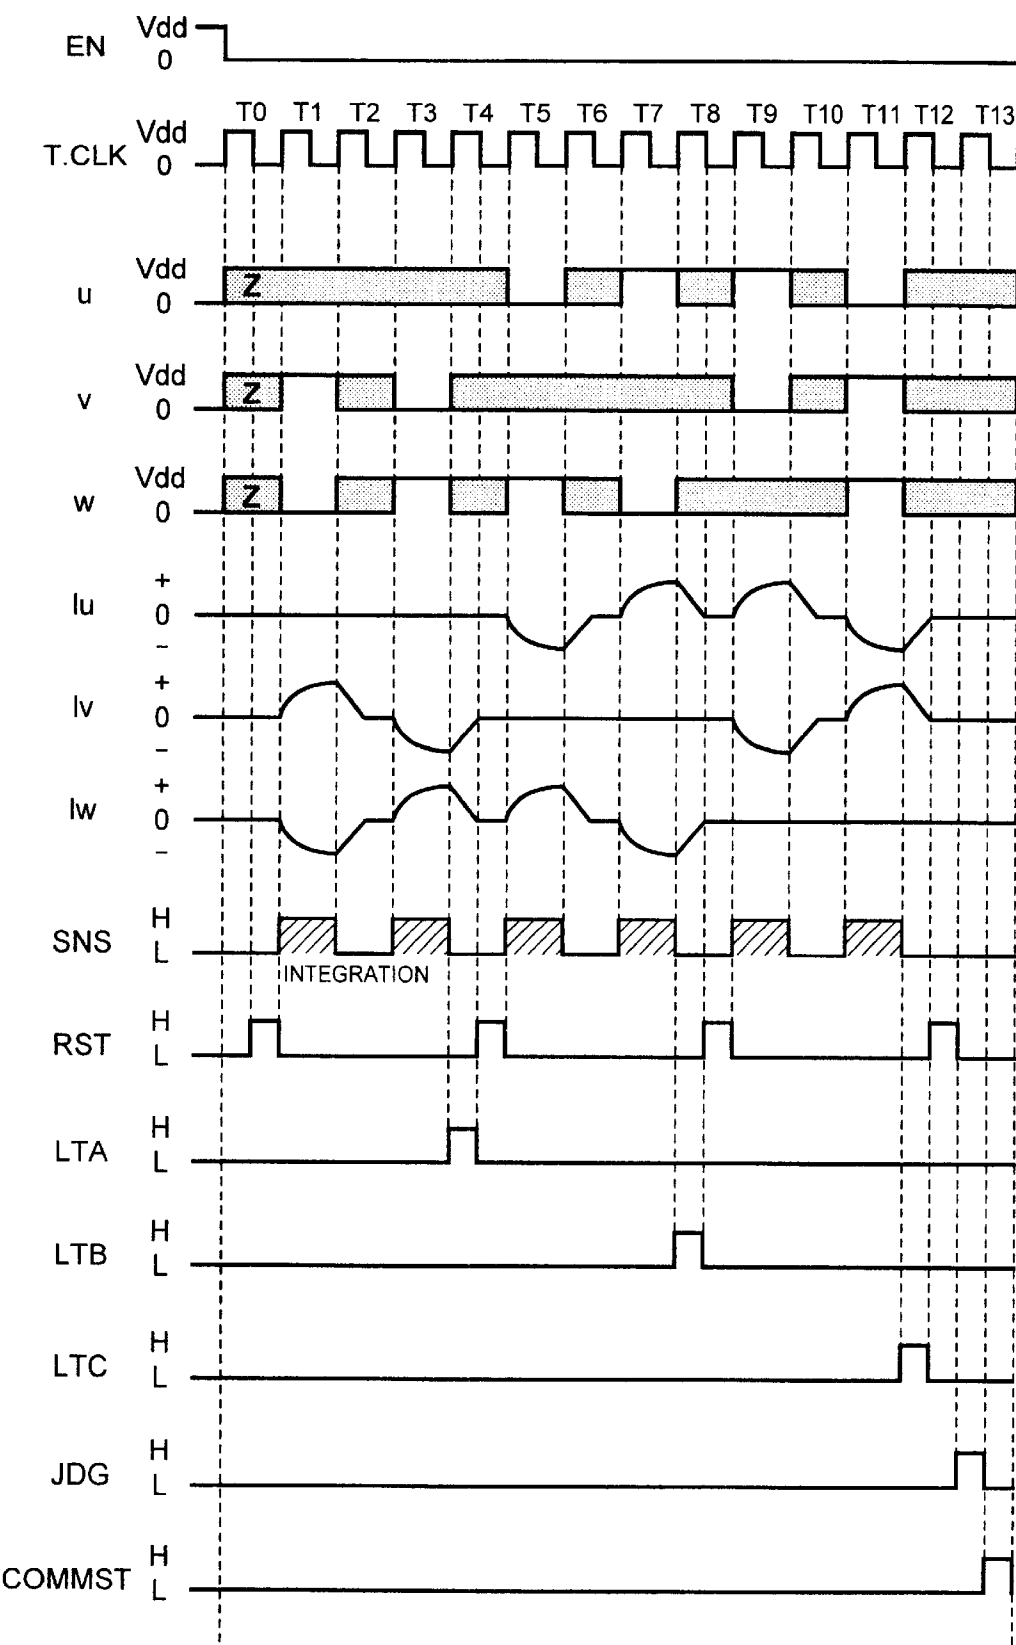 EN Vdd
0
T0 T1 T2 T3 T4 T5 T6 T7 T8 T9 T10 T11 T12 T13
T.CLK Vdd
0
u Vdd Z
0
v Vdd Z
0
w Vdd Z
0
+
Iu 0
−
+
Iv 0
−
+
Iw 0
−
SNS H
L
INTEGRATION
RST H
L
LTA H
L
LTB H
L
LTC H
L
JDG H
L
COMMST H
L